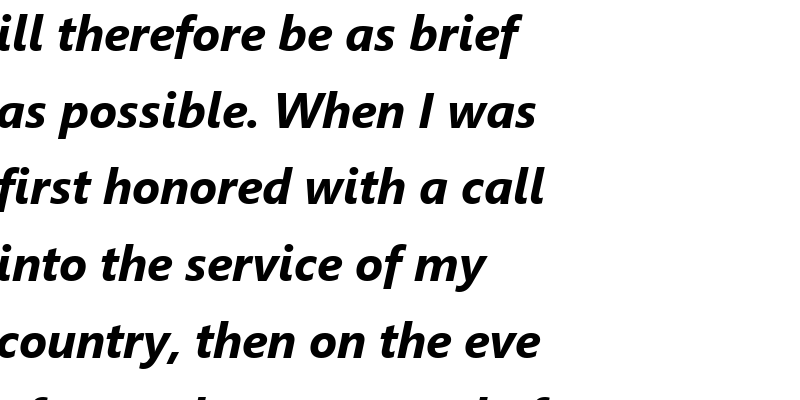 ill therefore be as brief
as possible. When I was
first honored with a call
into the service of my
country, then on the eve